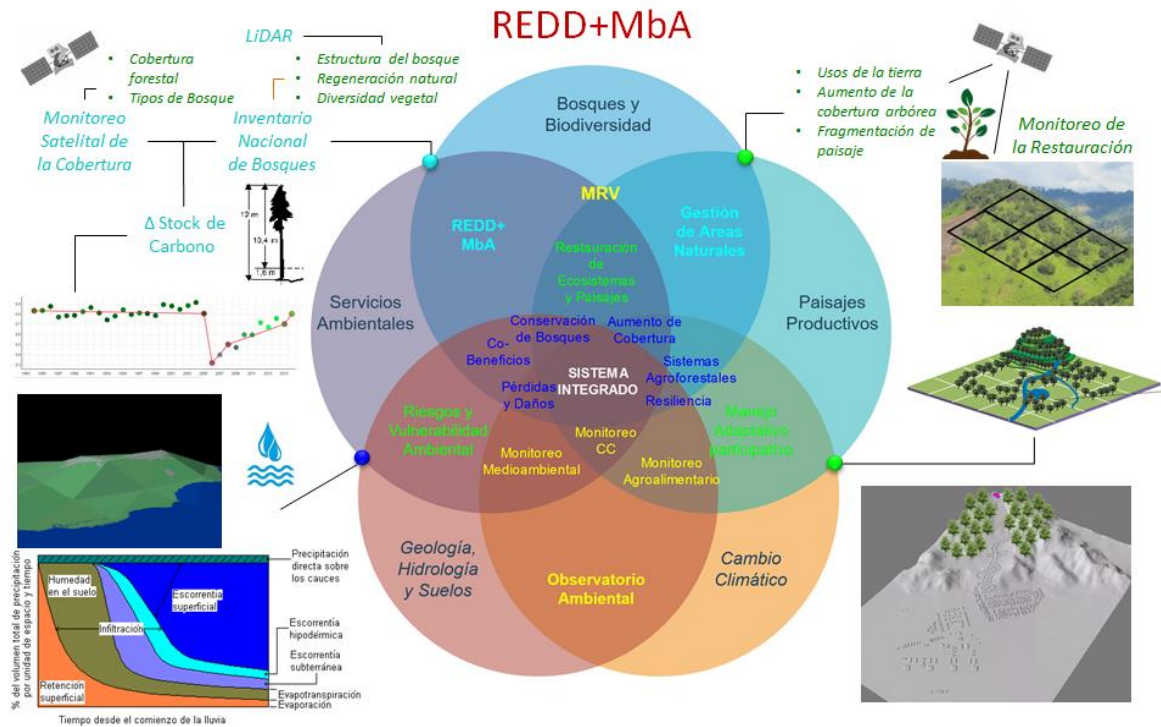 REDD+MbA
LiDAR
Cobertura
forestal
Tipos de Bosque
Estructura del bosque
Regeneración natural
Diversidad vegetal
Monitoreo
Satelital de
la Cobertura
Inventario
Nacional
de Bosques
Δ Stock de
Carbono
12 m
10,4 m
1,6 m
Usos de la tierra
Aumento de la
cobertura arbórea
Fragmentación de
paisaje
Monitoreo de
la Restauración
Bosques y
Biodiversidad
MRV
REDD+
MbA
Gestión
de Areas
Naturales
Restauración
de
Ecosistemas
y Paisajes
Servicios
Ambientales
Paisajes
Productivos
Conservación
de Bosques
Aumento de
Cobertura
Co-
Beneficios
SISTEMA
INTEGRADO
Sistemas
Agroforestales
Pérdidas
y Daños
Resiliencia
Riesgos y
Vulnerabilidad
Ambiental
Manejo
Adaptativo
participativo
Monitoreo
CC
Monitoreo
Medioambiental
Monitoreo
Agroalimentario
Geología,
Hidrología
y Suelos
Cambio
Climático
Observatorio
Ambiental
% del volumen total de precipitación
por unidad de espacio y tiempo
Humedad
en el suelo
Infiltración
Escorrentía
superficial
Retención
superficial
Precipitación
directa sobre
los cauces
Escorrentía
hipodérmica
Escorrentía
subterránea
Evapotranspiración
Evaporación
Tiempo desde el comienzo de la lluvia